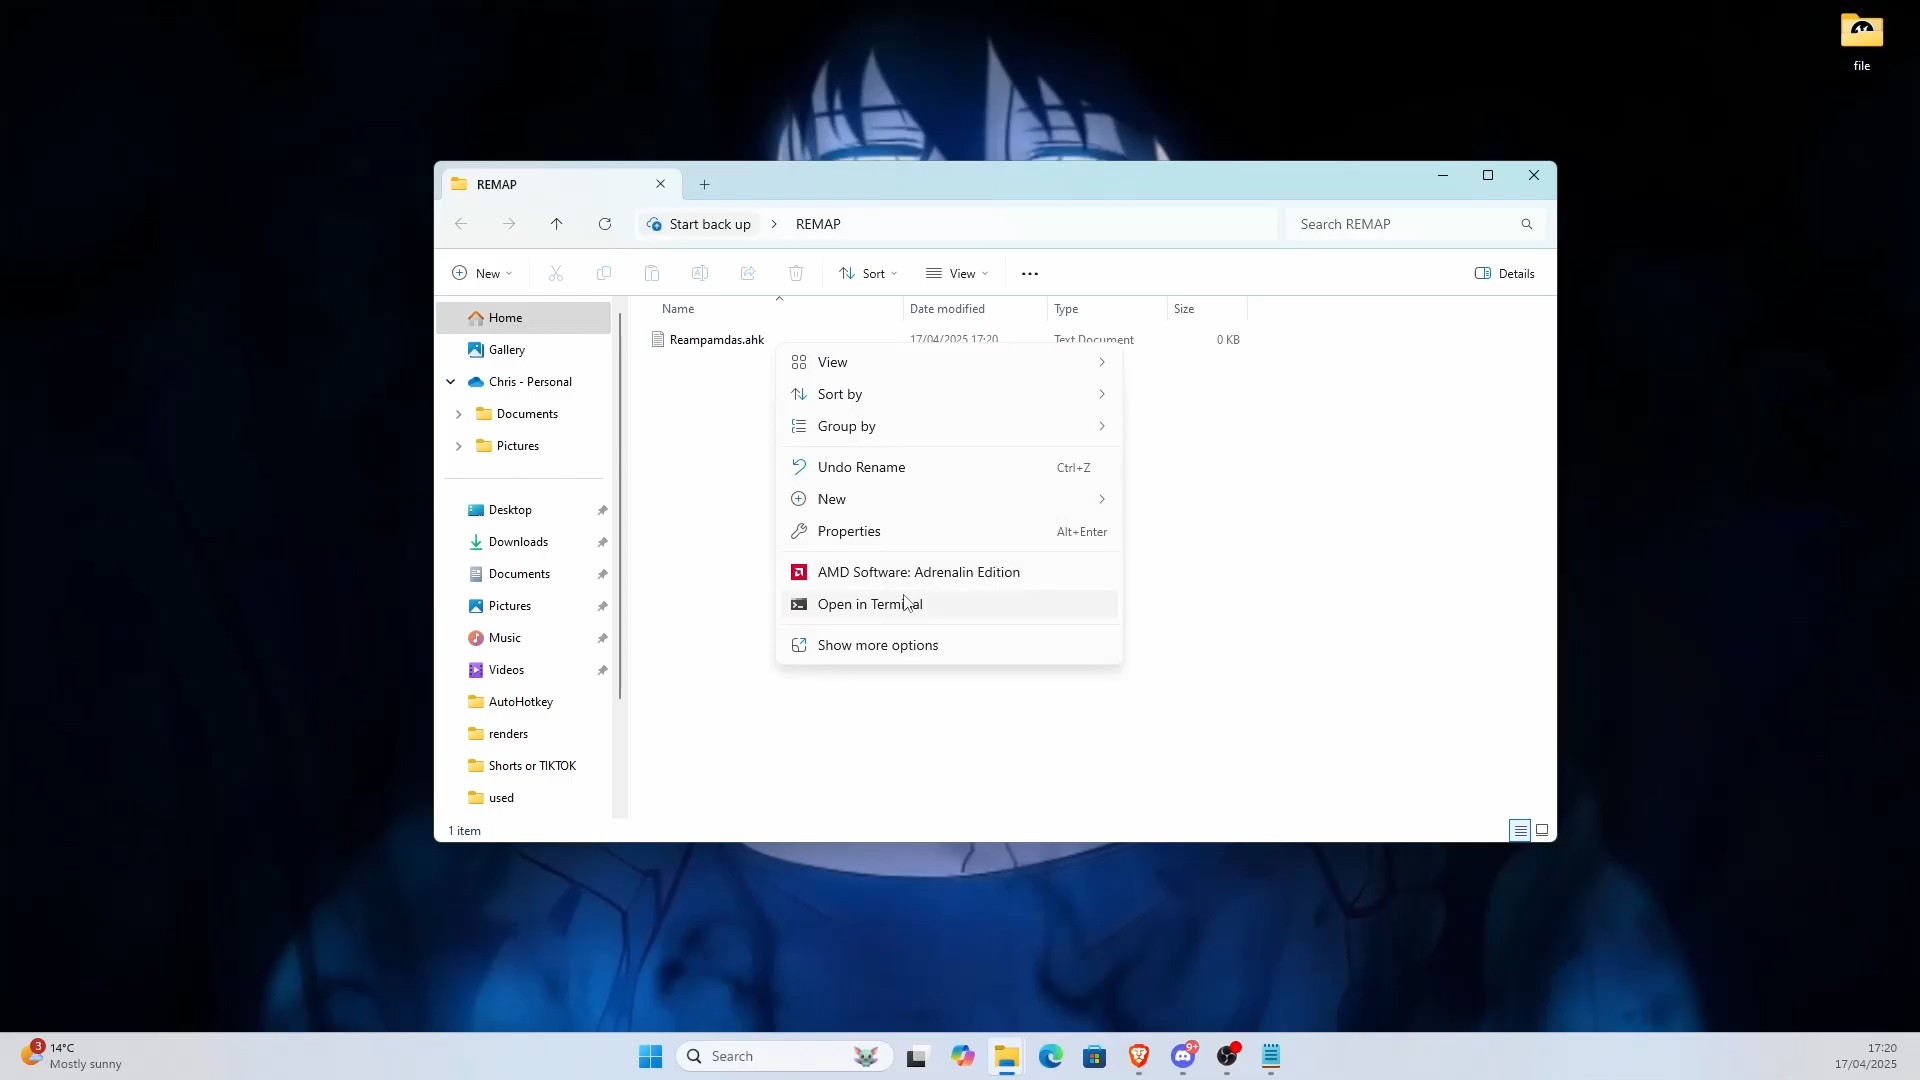 file
REMAP
Start back up > REMAP
Search REMAP
New
Sort
View
Details
Name
Date modified
Type
Size
Reampamdas.ahk
17/04/2025 17:20
Text Document
0 KB
Home
Gallery
Chris - Personal
Documents
Pictures
Desktop
Downloads
Documents
Pictures
Music
Videos
AutoHotkey
renders
Shorts or TIKTOK
used
View
Sort by
Group by
Undo Rename Ctrl+Z
New
Properties Alt+Enter
AMD Software: Adrenalin Edition
Open in Terminal
Show more options
1 item
3
14°C
Mostly sunny
Search
9+
17:20
17/04/2025